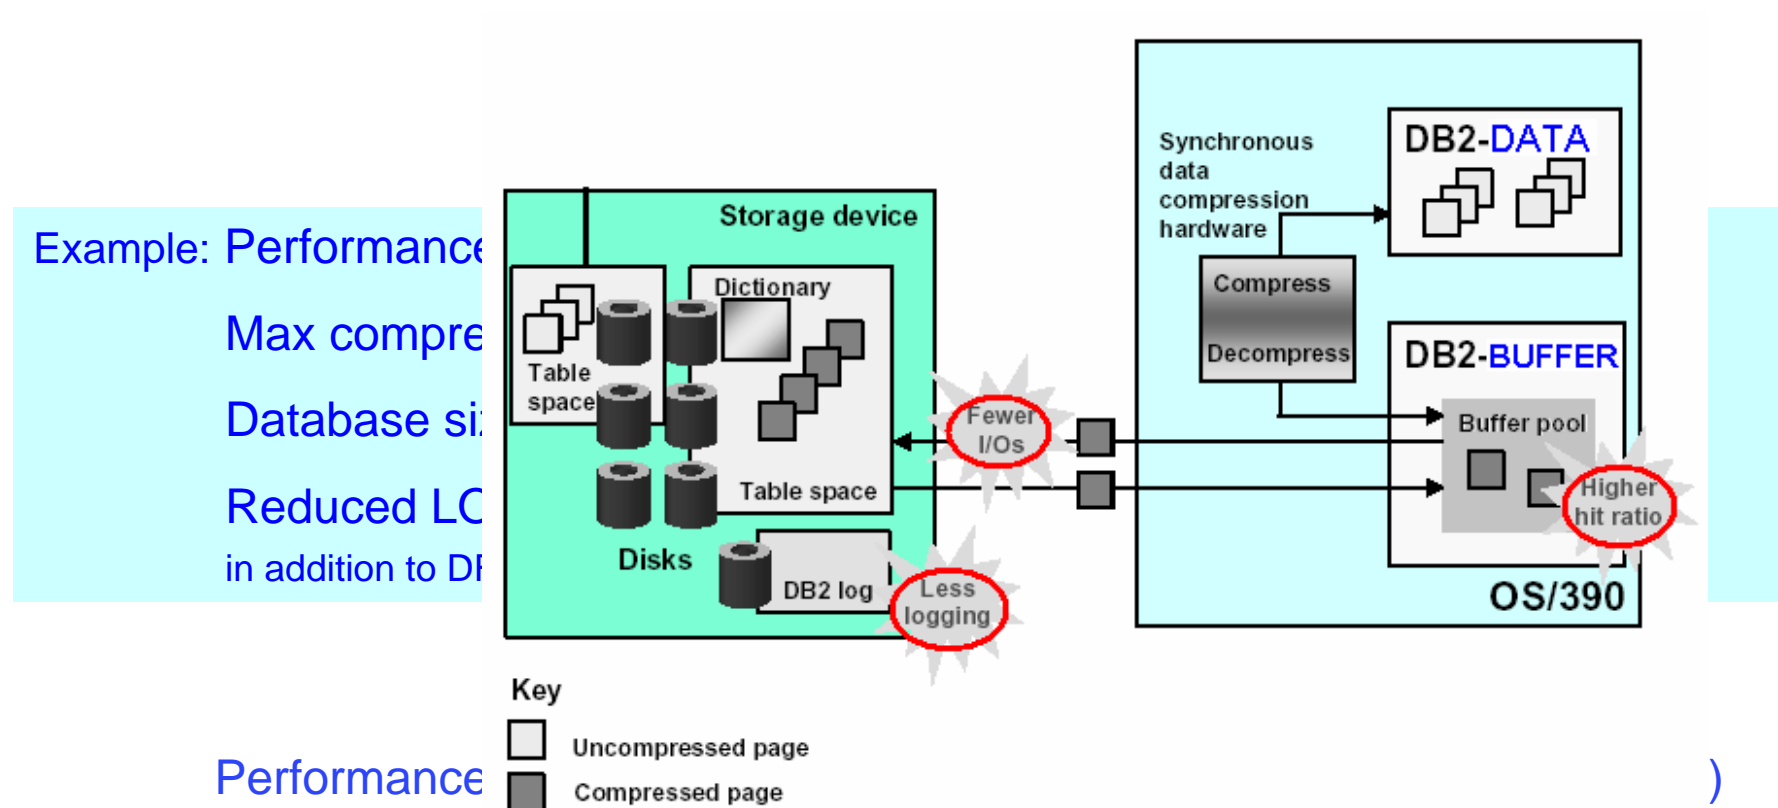 Example: Performance
Max compre
Database si
Reduced LO
in addition to D
Performance
)
Storage device
Table
space
Dictionary
Table space
Disks
DB2 log
Fewer
I/Os
Less
logging
Synchronous
data
compression
hardware
Compress
Decompress
DB2-DATA
DB2-BUFFER
Buffer pool
Higher
hit ratio
OS/390
Key
Uncompressed page
Compressed page